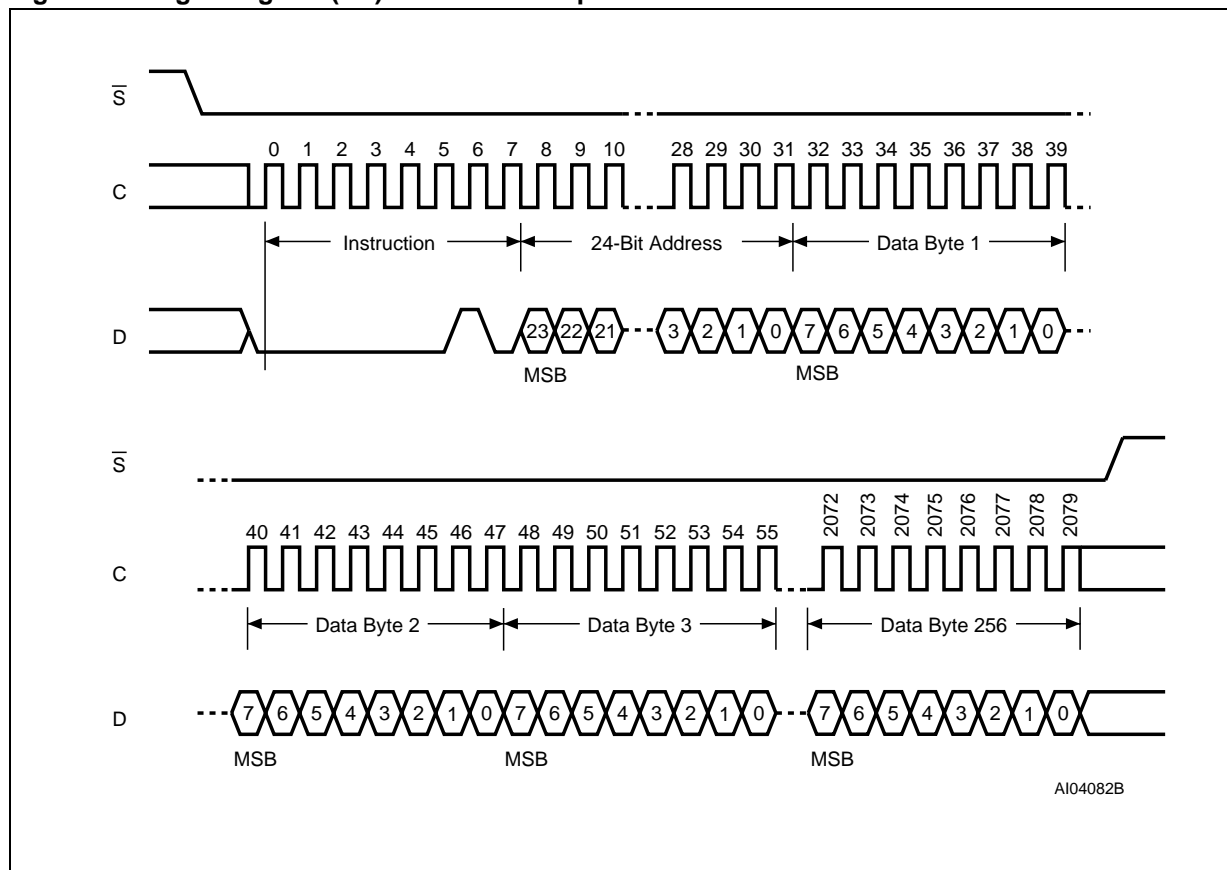 S
0 1 2 3 4 5 6 7 8 9 10 28 29 30 31 32 33 34 35 36 37 38 39
C
Instruction 24-Bit Address Data Byte 1
D 23 22 21 3 2 1 0 7 6 5 4 3 2 1 0
MSB MSB
S
2072 2073 2074 2075 2076 2077 2078 2079
40 41 42 43 44 45 46 47 48 49 50 51 52 53 54 55
C
Data Byte 2 Data Byte 3 Data Byte 256
D 7 6 5 4 3 2 1 0 7 6 5 4 3 2 1 0 7 6 5 4 3 2 1 0
MSB MSB MSB
AI04082B